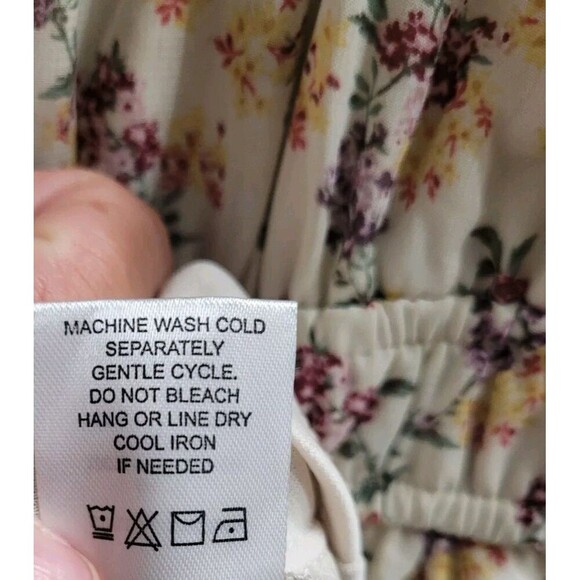 MACHINE WASH COLD
SEPARATELY
GENTLE CYCLE.
DO NOT BLEACH
HANG OR LINE DRY
COOL IRON
IF NEEDED